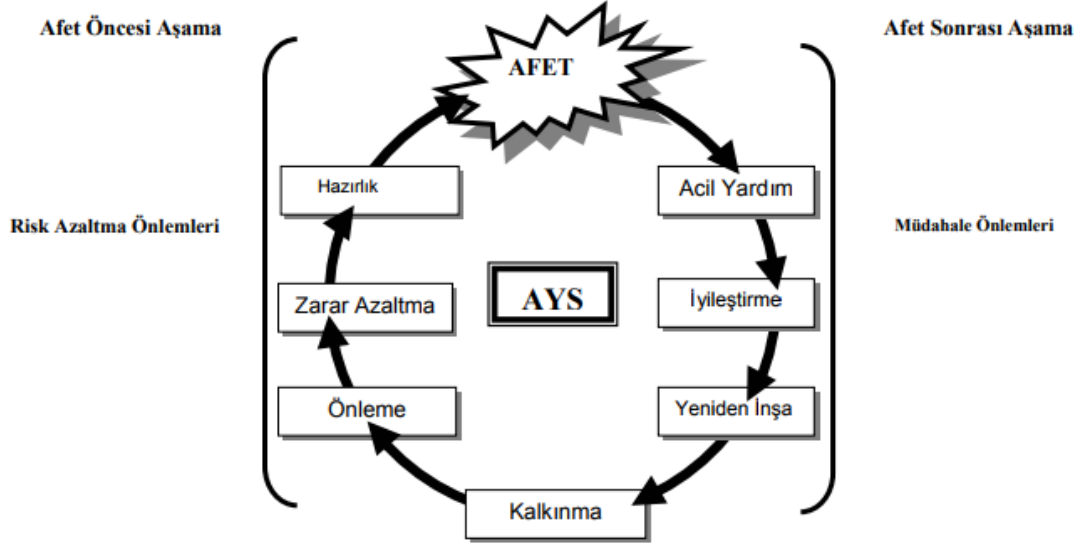 Afet Öncesi Aşama
Afet Sonrası Aşama
AFET
Hazırlık
Acil Yardım
Risk Azaltma Önlemleri
Müdahale Önlemleri
Zarar Azaltma
AYS
İyileştirme
Önleme
Yeniden İnşa
Kalkınma